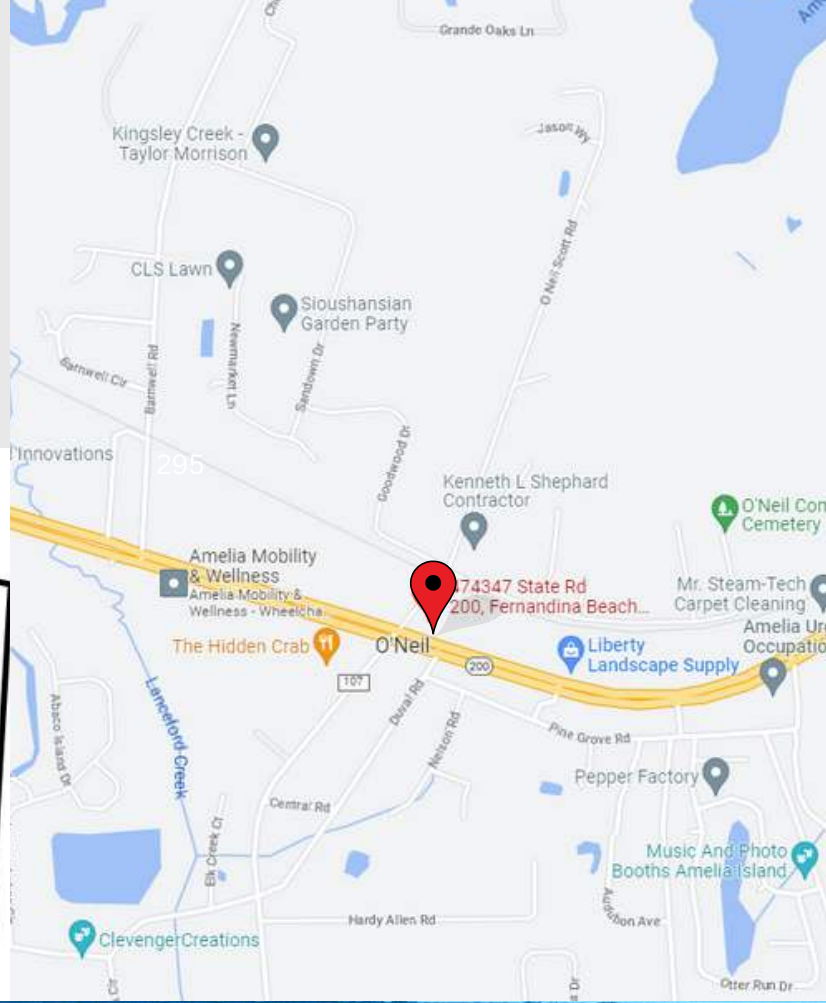 Grande Oaks Ln
Kingsley Creek -
Taylor Morrison
Jason Wy
O Neil Scott Rd
CLS Lawn
Sioushansian
Garden Party
Newmarket Ln
Sandown Dr
Barnwell Rd
Barnwell Cir
Innovations
295
Goodwood Dr
Kenneth L Shephard
Contractor
O'Neil Cem
Cemetery
Amelia Mobility
& Wellness
Amelia Mobility &
Wellness - Wheelcha
474347 State Rd
200, Fernandina Beach...
Mr. Steam-Tech
Carpet Cleaning
Amelia Ur
Occupatio
The Hidden Crab
O'Neil
Liberty
Landscape Supply
200
107
Duval Rd
Nelson Rd
Pine Grove Rd
Abaco Island Dr
Lanceford Creek
Pepper Factory
Central Rd
Elk Creek Ct
Music And Photo
Booths Amelia Island
Audubon Ave
Hardy Allen Rd
ClevengerCreations
Otter Run Dr